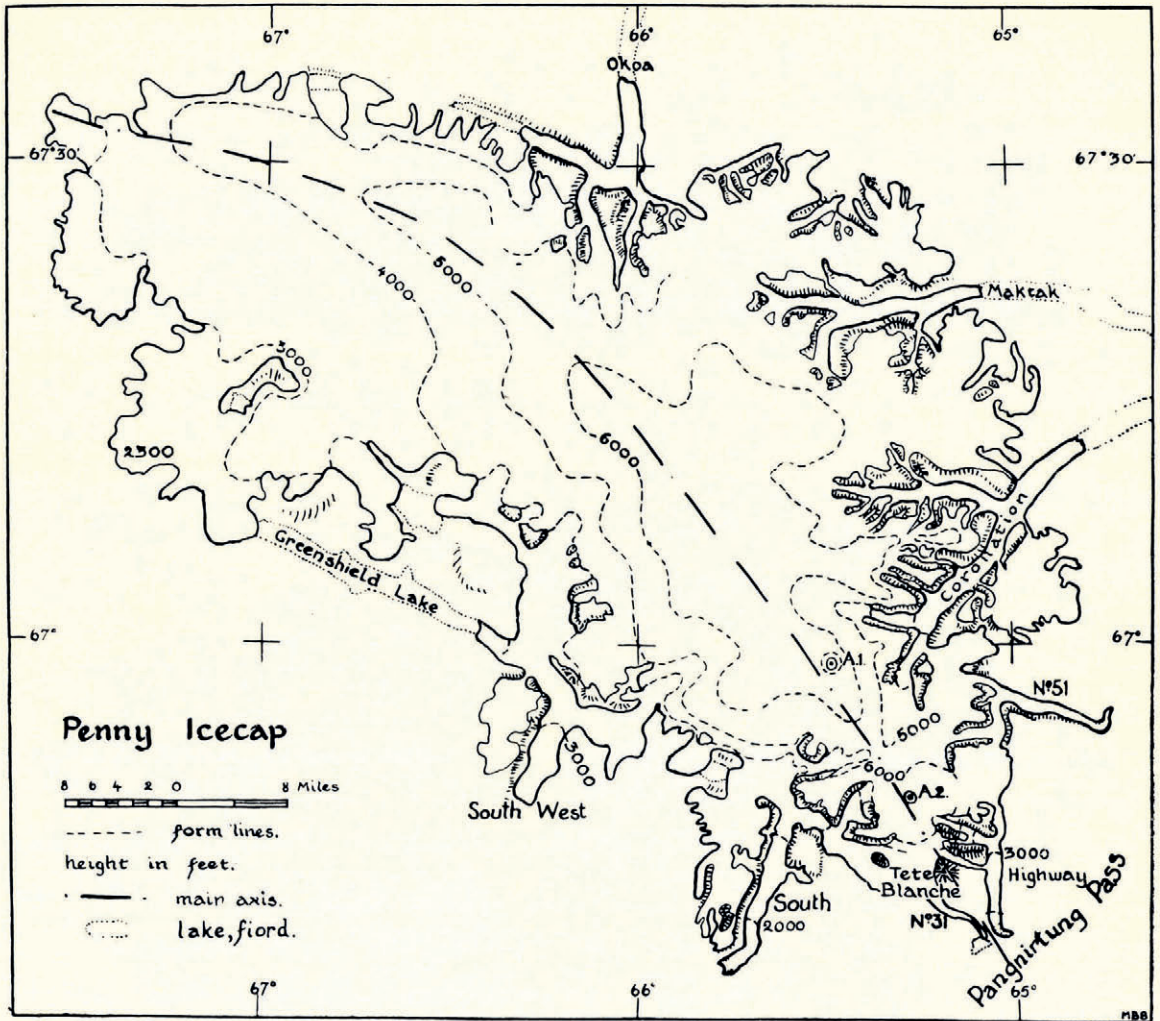 67°
66°
65°
Okoa
67°30'
67°30'
Maktak
4000
5000
3000
2300
6000
Coronation
Greenshield Lake
67°
67°
A.1.
Nº51
5000
Penny Icecap
8 6 4 2 0 8 Miles
form lines.
height in feet.
main axis.
lake, fiord.
3000
South West
6000
A.2.
3000
Highway
Tete
Blanche
South
2000
Nº31
Pangnirtung Pass
67°
66°
65°
MBB